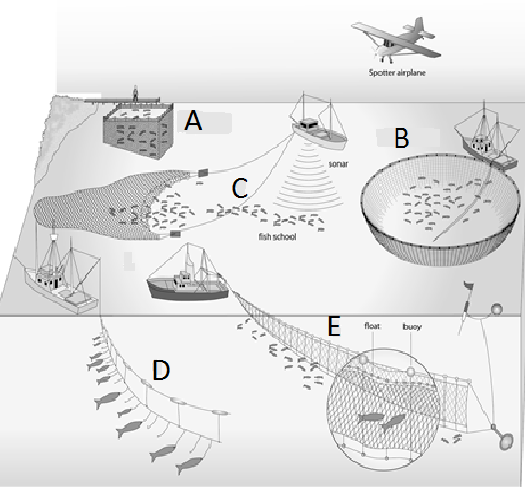 Spotter airplane
A
B
sonar
C
fish school
E
float buoy
D